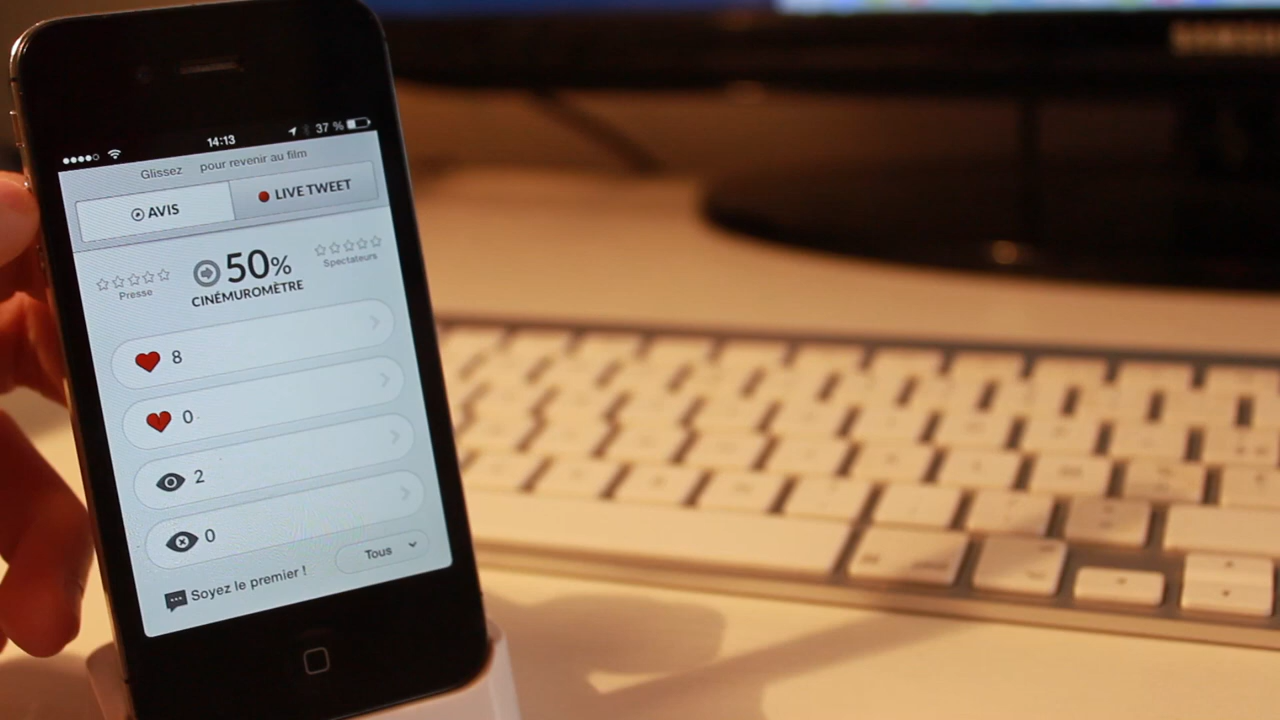 14:13
37 %
Glissez pour revenir au film
AVIS
LIVE TWEET
50%
CINÉMUROMÈTRE
Presse
Spectateurs
8
0
2
0
Tous
Soyez le premier !
SAMSUNG